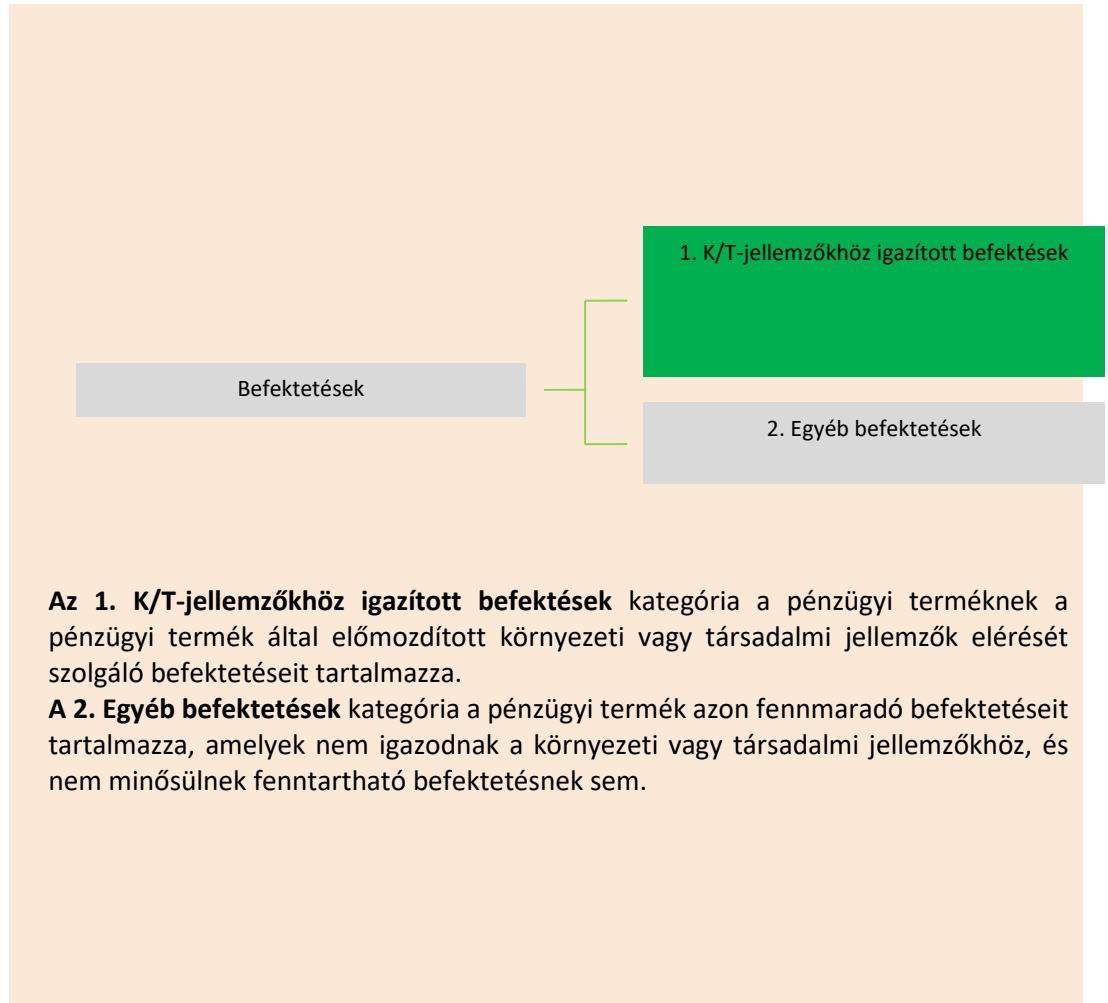 1. K/T-jellemzőkhöz igazított befektések
Befektetések
2. Egyéb befektetések
Az 1. K/T-jellemzőkhöz igazított befektések kategória a pénzügyi terméknek a
pénzügyi termék által előmozdított környezeti vagy társadalmi jellemzők elérését
szolgáló befektetéseit tartalmazza.
A 2. Egyéb befektetések kategória a pénzügyi termék azon fennmaradó befektetéseit
tartalmazza, amelyek nem igazodnak a környezeti vagy társadalmi jellemzőkhöz, és
nem minősülnek fenntartható befektetésnek sem.